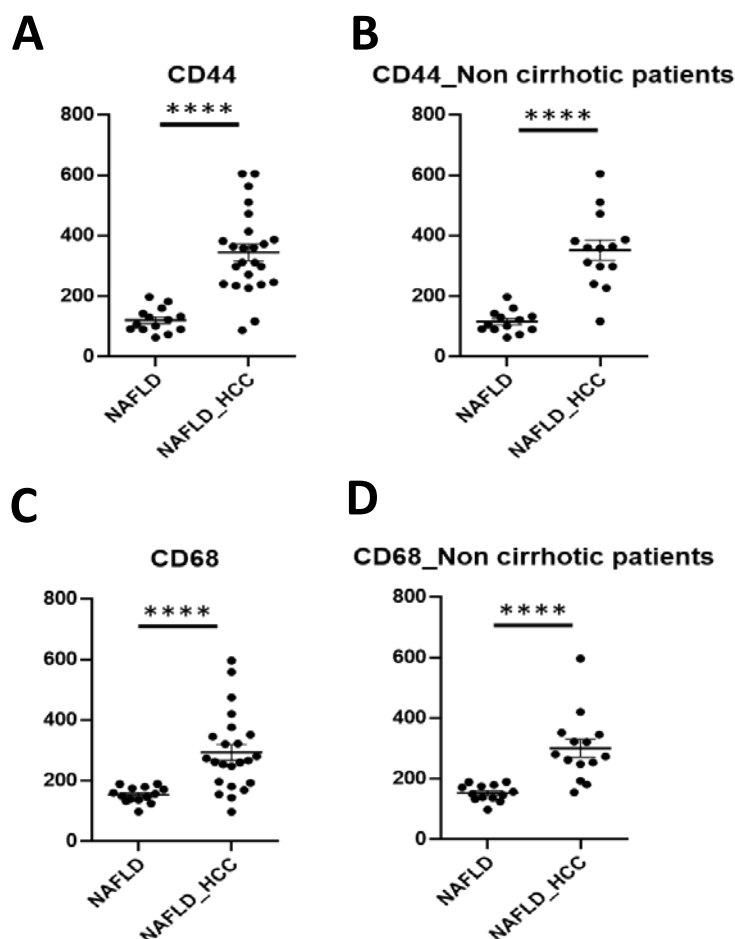 A
CD44
****
800
600
400
200
0
NAFLD
NAFLD_HCC
B
CD44_Non cirrhotic patients
****
800
600
400
200
0
NAFLD
NAFLD_HCC
C
CD68
****
800
600
400
200
0
NAFLD
NAFLD_HCC
D
CD68_Non cirrhotic patients
****
800
600
400
200
0
NAFLD
NAFLD_HCC